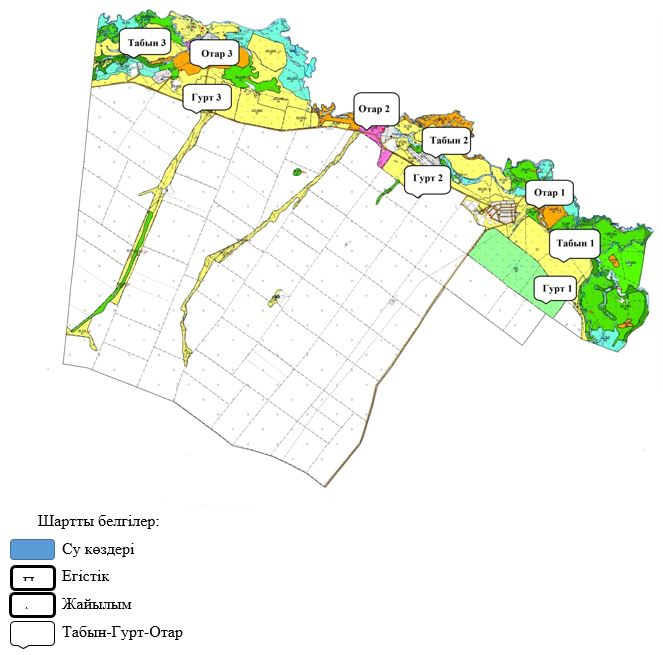 Табын 3
Отар 3
Гурт 3
Отар 2
Табын 2
Гурт 2
Отар 1
Табын 1
Гурт 1
Шартты белгілер:
Су көздері
Егістік
Жайылым
Табын-Гурт-Отар